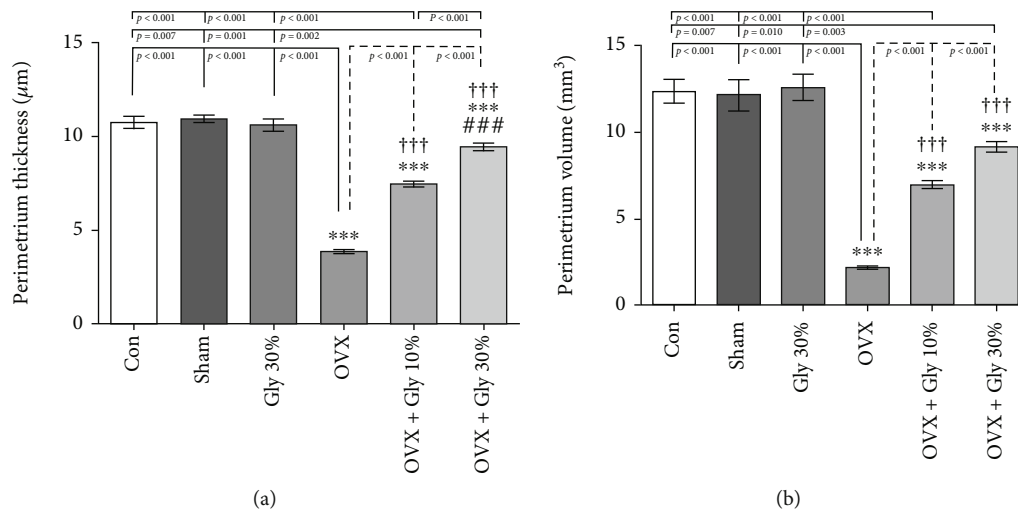 p < 0.001 p < 0.001 p < 0.001 p < 0.001
p = 0.007 p = 0.001 p = 0.002
p < 0.001 p < 0.001 p < 0.001 p < 0.001 p < 0.001
Perimetrium thickness (μm)
15
10
5
0
***
†††
***
†††
***
###
Con
Sham
Gly 30%
OVX
OVX + Gly 10%
OVX + Gly 30%
(a)
p < 0.001 p < 0.001 p < 0.001
p = 0.007 p = 0.010 p = 0.003
p < 0.001 p < 0.001 p < 0.001 p < 0.001 p < 0.001
Perimetrium volume (mm³)
15
10
5
0
***
†††
***
†††
***
Con
Sham
Gly 30%
OVX
OVX + Gly 10%
OVX + Gly 30%
(b)